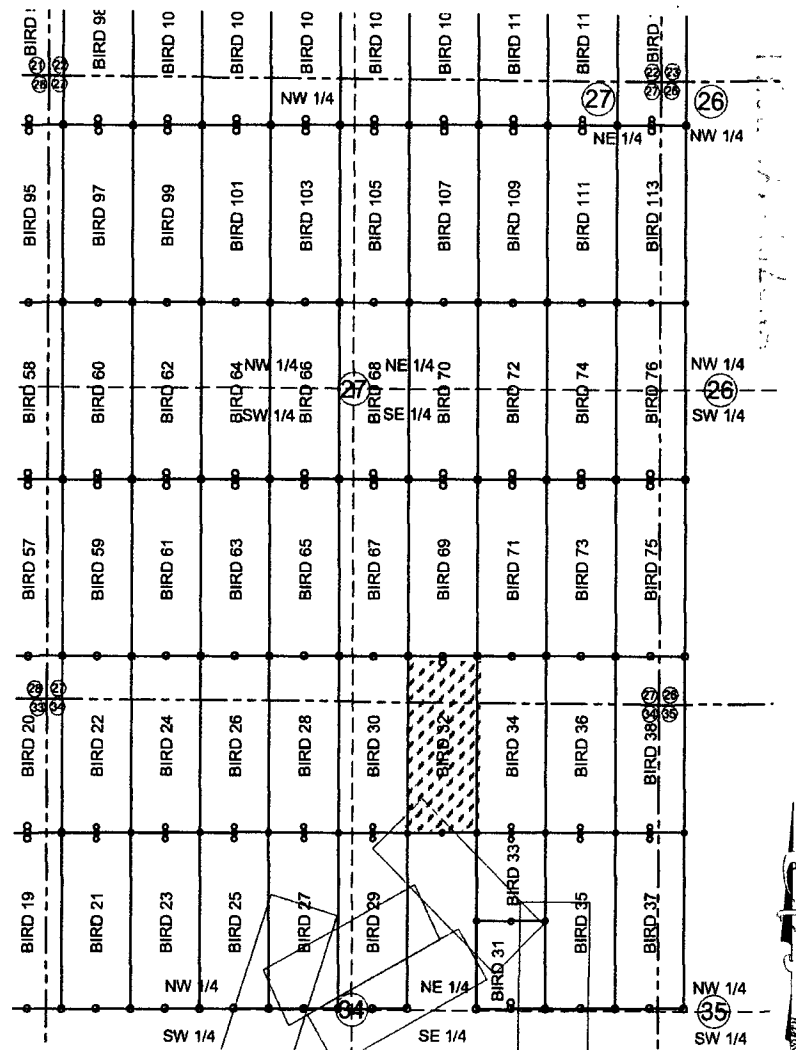 BIRD 98
BIRD 10
BIRD 10
BIRD 10
BIRD 10
BIRD 10
BIRD 11
BIRD 11
BIRD
21 22
28 27
22 23
27 26
NW 1/4
27
26
NE 1/4
NW 1/4
BIRD 95
BIRD 97
BIRD 99
BIRD 101
BIRD 103
BIRD 105
BIRD 107
BIRD 109
BIRD 111
BIRD 113
BIRD 58
BIRD 60
BIRD 62
BIRD 64
BIRD 66
BIRD 68
BIRD 70
BIRD 72
BIRD 74
BIRD 76
NW 1/4
NE 1/4
NW 1/4
27
26
SW 1/4
SE 1/4
SW 1/4
BIRD 57
BIRD 59
BIRD 61
BIRD 63
BIRD 65
BIRD 67
BIRD 69
BIRD 71
BIRD 73
BIRD 75
28 27
33 34
27 26
34 35
BIRD 20
BIRD 22
BIRD 24
BIRD 26
BIRD 28
BIRD 30
BIRD 32
BIRD 34
BIRD 36
BIRD 38
BIRD 19
BIRD 21
BIRD 23
BIRD 25
BIRD 27
BIRD 29
BIRD 33
BIRD 31
BIRD 35
BIRD 37
NW 1/4
NE 1/4
NW 1/4
34
35
SW 1/4
SE 1/4
SW 1/4